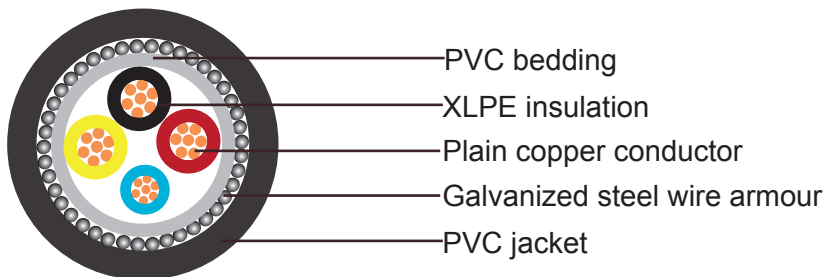 PVC bedding
XLPE insulation
Plain copper conductor
Galvanized steel wire armour
PVC jacket